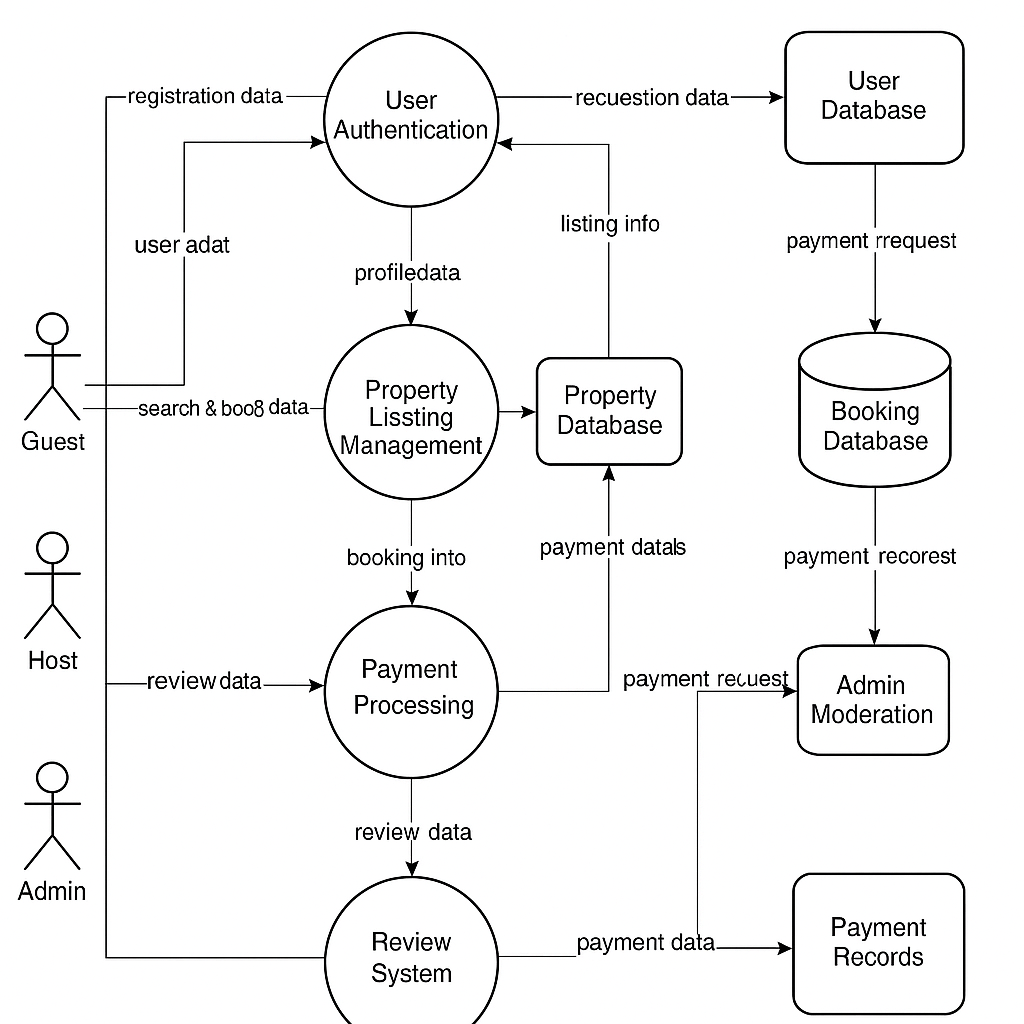 registration data
User
Authentication
recuestion data
User
Database
user adat
listing info
payment rrequest
profiledata
Guest
search & boo8 data
Property
Lissting
Management
Property
Database
Booking
Database
booking into
payment datals
payment recorest
Host
review data
Payment
Processing
payment request
Admin
Moderation
Admin
review data
Review
System
payment data
Payment
Records